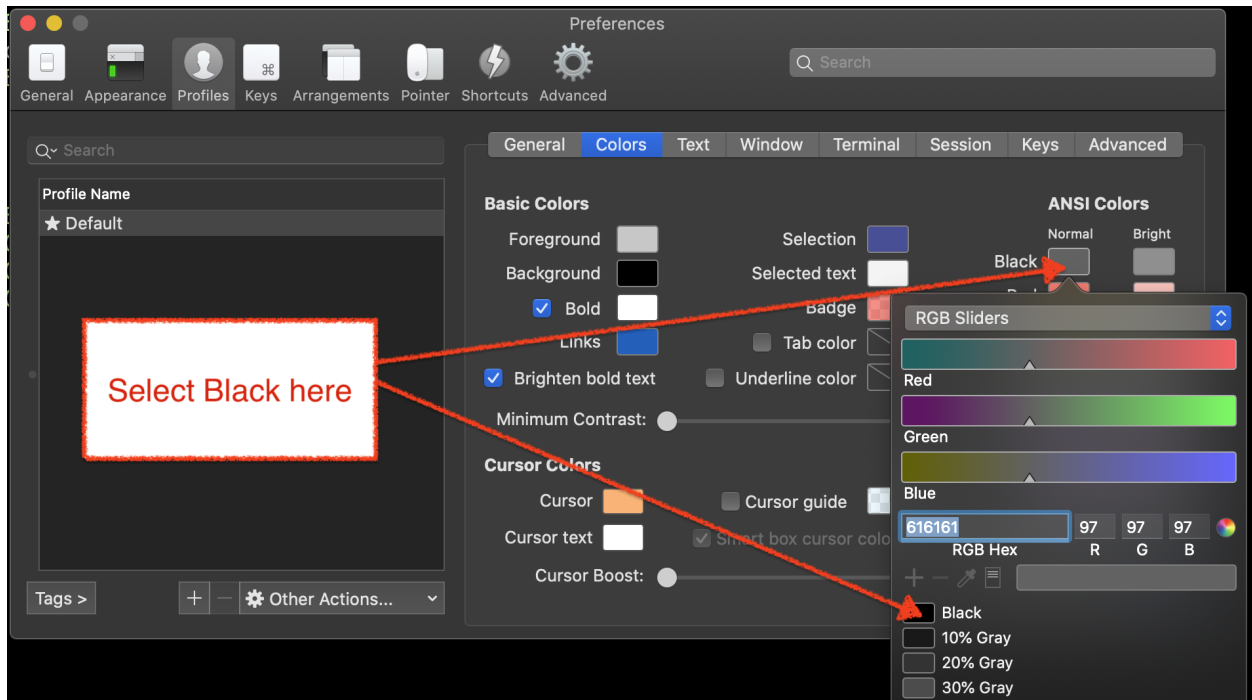 Preferences
General Appearance Profiles Keys Arrangements Pointer Shortcuts Advanced
Search
Search
Profile Name
★ Default
Select Black here
Tags >
+ − Other Actions...
General Colors Text Window Terminal Session Keys Advanced
Basic Colors
Foreground
Background
Bold
Links
Brighten bold text
Selection
Selected text
Badge
Tab color
Underline color
Minimum Contrast:
Cursor Colors
Cursor
Cursor text
Cursor guide
Smart box cursor colo
Cursor Boost:
ANSI Colors
Normal Bright
Black
RGB Sliders
Red
Green
Blue
616161 97 97 97
RGB Hex R G B
Black
10% Gray
20% Gray
30% Gray